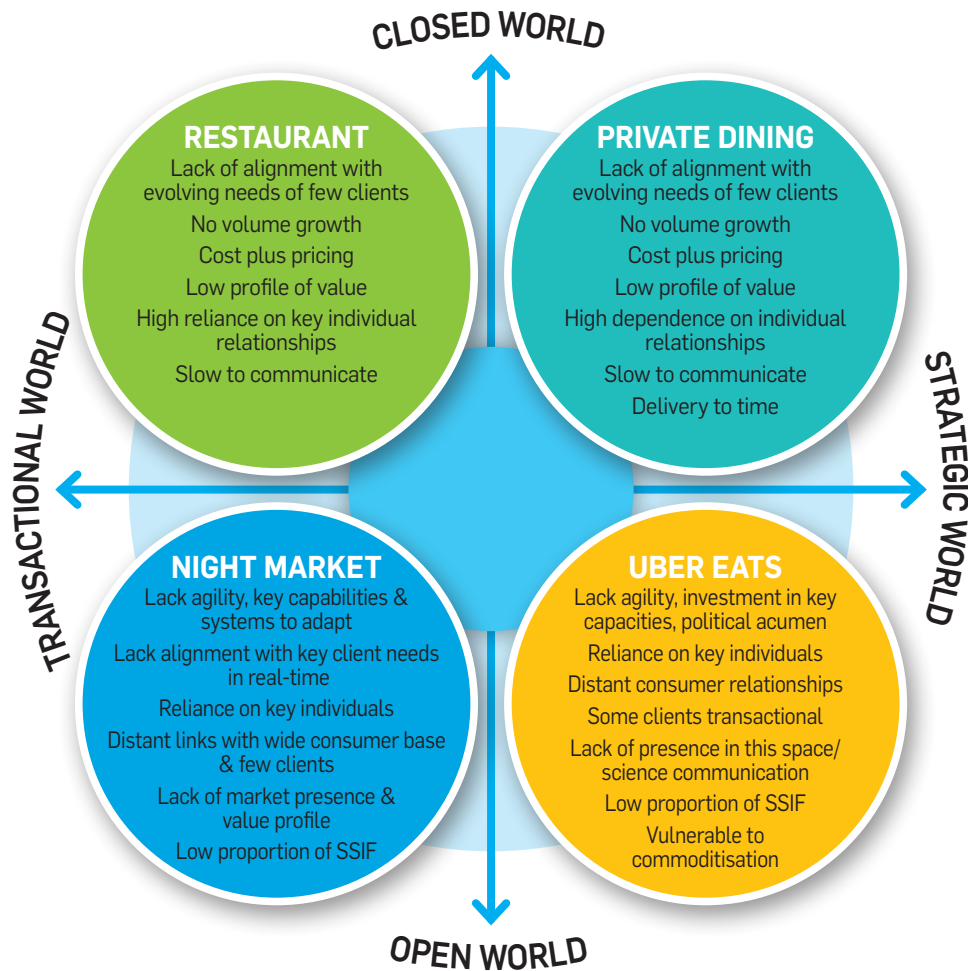 CLOSED WORLD
RESTAURANT
Lack of alignment with
evolving needs of few clients
No volume growth
Cost plus pricing
Low profile of value
High reliance on key individual
relationships
Slow to communicate
PRIVATE DINING
Lack of alignment with
evolving needs of few clients
No volume growth
Cost plus pricing
Low profile of value
High dependence on individual
relationships
Slow to communicate
Delivery to time
TRANSACTIONAL WORLD
STRATEGIC WORLD
NIGHT MARKET
Lack agility, key capabilities &
systems to adapt
Lack alignment with key client needs
in real-time
Reliance on key individuals
Distant links with wide consumer base
& few clients
Lack of market presence &
value profile
Low proportion of SSIF
UBER EATS
Lack agility, investment in key
capacities, political acumen
Reliance on key individuals
Distant consumer relationships
Some clients transactional
Lack of presence in this space/
science communication
Low proportion of SSIF
Vulnerable to
commoditisation
OPEN WORLD